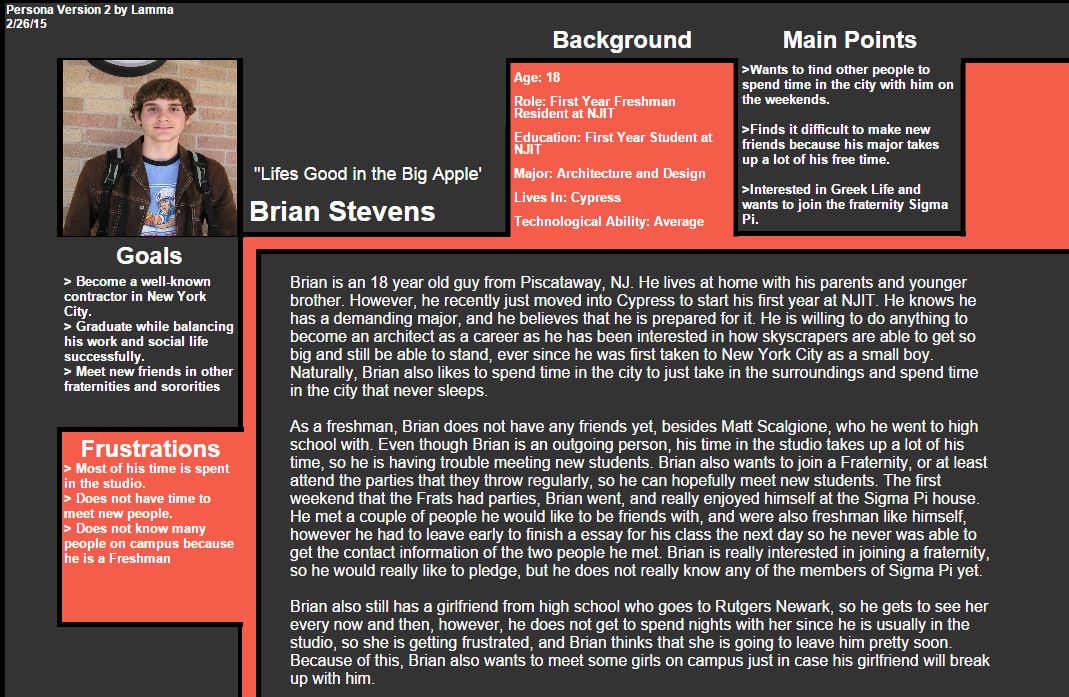 Persona Version 2 by Lamma
2/26/15
"Lifes Good in the Big Apple'
Brian Stevens
Background
Age: 18
Role: First Year Freshman
Resident at NJIT
Education: First Year Student at
NJIT
Major: Architecture and Design
Lives In: Cypress
Technological Ability: Average
Main Points
>Wants to find other people to
spend time in the city with him on
the weekends.
>Finds it difficult to make new
friends because his major takes
up a lot of his free time.
>Interested in Greek Life and
wants to join the fraternity Sigma
Pi.
Goals
> Become a well-known
contractor in New York
City.
> Graduate while balancing
his work and social life
successfully.
> Meet new friends in other
fraternities and sororities
Frustrations
> Most of his time is spent
in the studio.
> Does not have time to
meet new people.
> Does not know many
people on campus because
he is a Freshman
Brian is an 18 year old guy from Piscataway, NJ. He lives at home with his parents and younger
brother. However, he recently just moved into Cypress to start his first year at NJIT. He knows he
has a demanding major, and he believes that he is prepared for it. He is willing to do anything to
become an architect as a career as he has been interested in how skyscrapers are able to get so
big and still be able to stand, ever since he was first taken to New York City as a small boy.
Naturally, Brian also likes to spend time in the city to just take in the surroundings and spend time
in the city that never sleeps.
As a freshman, Brian does not have any friends yet, besides Matt Scalgione, who he went to high
school with. Even though Brian is an outgoing person, his time in the studio takes up a lot of his
time, so he is having trouble meeting new students. Brian also wants to join a Fraternity, or at least
attend the parties that they throw regularly, so he can hopefully meet new students. The first
weekend that the Frats had parties, Brian went, and really enjoyed himself at the Sigma Pi house.
He met a couple of people he would like to be friends with, and were also freshman like himself,
however he had to leave early to finish a essay for his class the next day so he never was able to
get the contact information of the two people he met. Brian is really interested in joining a fraternity,
so he would really like to pledge, but he does not really know any of the members of Sigma Pi yet.
Brian also still has a girlfriend from high school who goes to Rutgers Newark, so he gets to see her
every now and then, however, he does not get to spend nights with her since he is usually in the
studio, so she is getting frustrated, and Brian thinks that she is going to leave him pretty soon.
Because of this, Brian also wants to meet some girls on campus just in case his girlfriend will break
up with him.